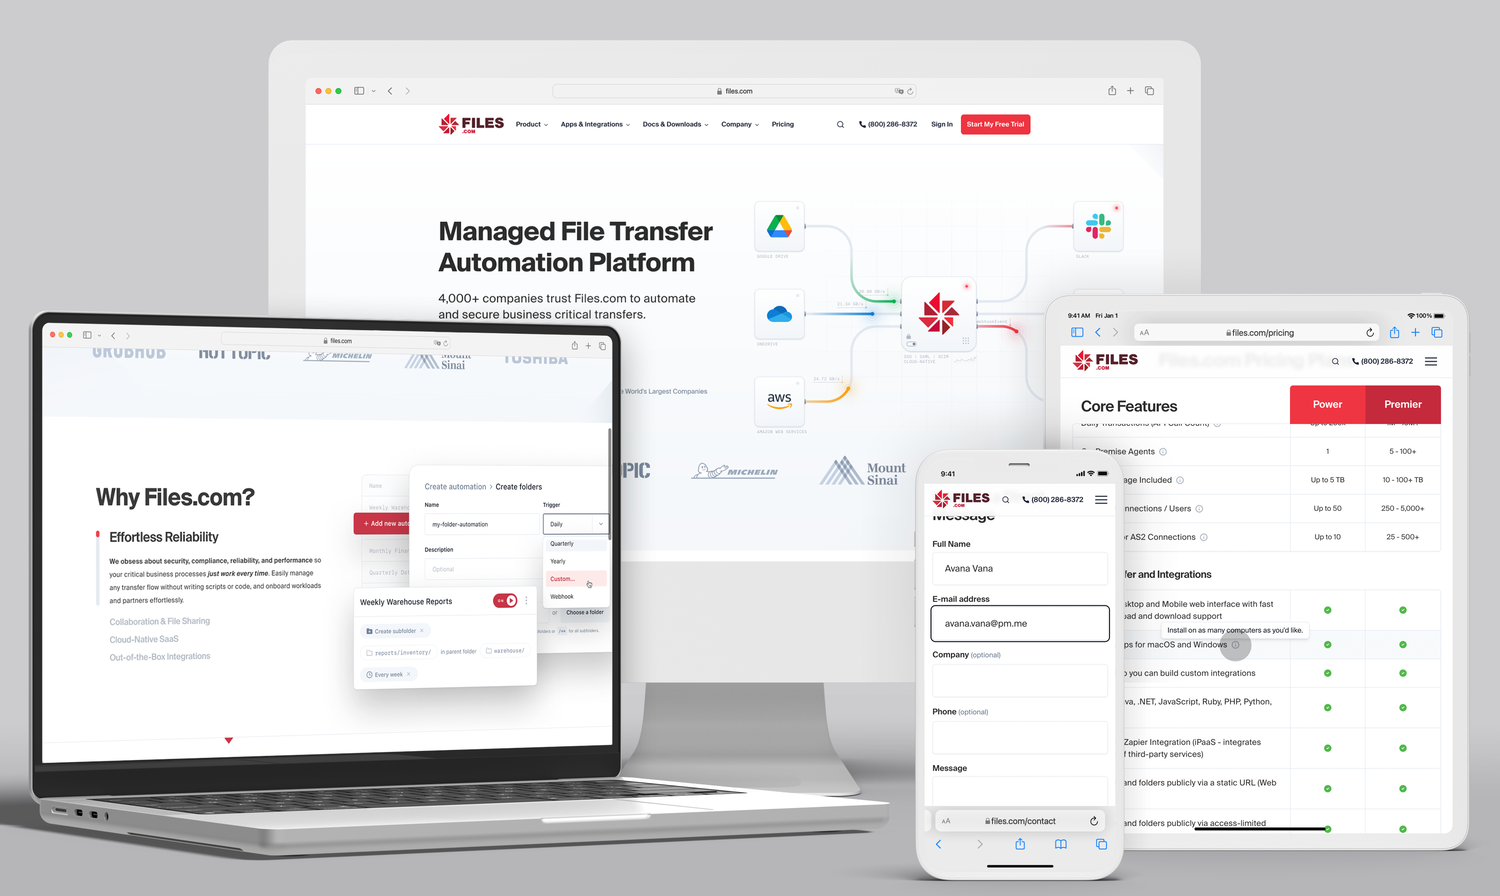 files.com
FILES
.COM
Product
Apps & Integrations
Docs & Downloads
Company
Pricing
(800) 286-8372
Sign In
Start My Free Trial
Managed File Transfer
Automation Platform
4,000+ companies trust Files.com to automate
and secure business critical transfers.
GOOGLE DRIVE
ONEDRIVE
aws
AMAZON WEB SERVICES
SLACK
e World's Largest Companies
OPIC
MICHELIN
Mount
Sinai
files.com
GRUBHUB
HOT TOPIC
MICHELIN
Mount
Sinai
TOSHIBA
Why Files.com?
Effortless Reliability
We obsess about security, compliance, reliability, and performance so
your critical business processes just work every time. Easily manage
any transfer flow without writing scripts or code, and onboard workloads
and partners effortlessly.
Collaboration & File Sharing
Cloud-Native SaaS
Out-of-the-Box Integrations
Name
+ Add new auto
Create automation > Create folders
Name
my-folder-automation
Trigger
Daily
Quarterly
Yearly
Custom...
Webhook
Description
Optional
or
Choose a folder
for all subfolders.
Weekly Warehouse Reports
Create subfolder ×
reports/inventory/
in parent folder
warehouse/
Every week ×
9:41
FILES
.COM
(800) 286-8372
Message
Full Name
Avana Vana
E-mail address
avana.vana@pm.me
Company (optional)
Phone (optional)
Message
AA
files.com/contact
9:41 AM Fri Jan 1
100%
AA
files.com/pricing
FILES
.COM
(800) 286-8372
Core Features
Power
Premier
Premise Agents
1
5 - 100+
age Included
Up to 5 TB
10 - 100+ TB
nnections / Users
Up to 50
250 - 5,000+
or AS2 Connections
Up to 10
25 - 500+
fer and Integrations
sktop and Mobile web interface with fast
oad and download support
Install on as many computers as you'd like.
ps for macOS and Windows
o you can build custom integrations
va, .NET, JavaScript, Ruby, PHP, Python,
Zapier Integration (iPaaS - integrates
f third-party services)
and folders publicly via a static URL (Web
and folders publicly via access-limited